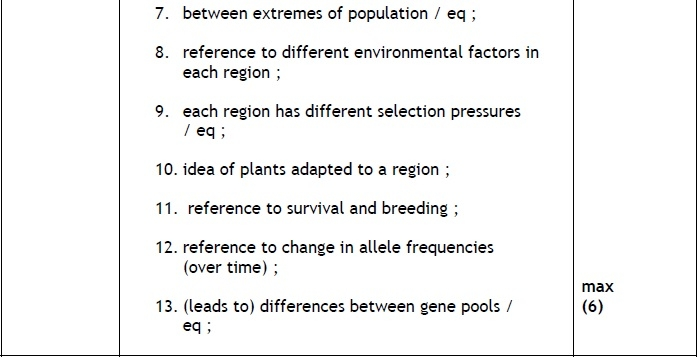 7. between extremes of population / eq ;
8. reference to different environmental factors in
each region ;
9. each region has different selection pressures
/ eq ;
10. idea of plants adapted to a region ;
11. reference to survival and breeding ;
12. reference to change in allele frequencies
(over time) ;
13. (leads to) differences between gene pools /
eq ;
max
(6)